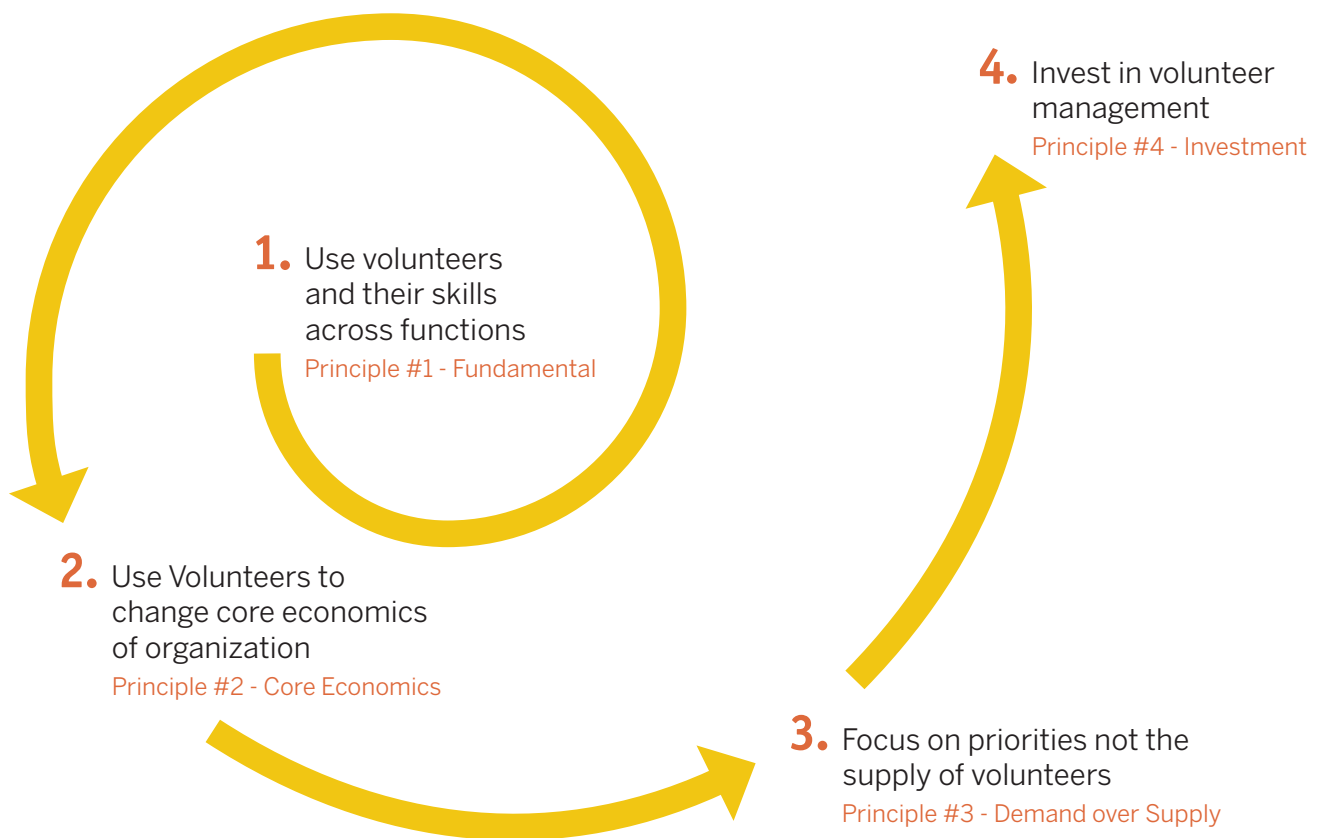 1. Use volunteers
and their skills
across functions
Principle #1 - Fundamental
2. Use Volunteers to
change core economics
of organization
Principle #2 - Core Economics
3. Focus on priorities not the
supply of volunteers
Principle #3 - Demand over Supply
4. Invest in volunteer
management
Principle #4 - Investment